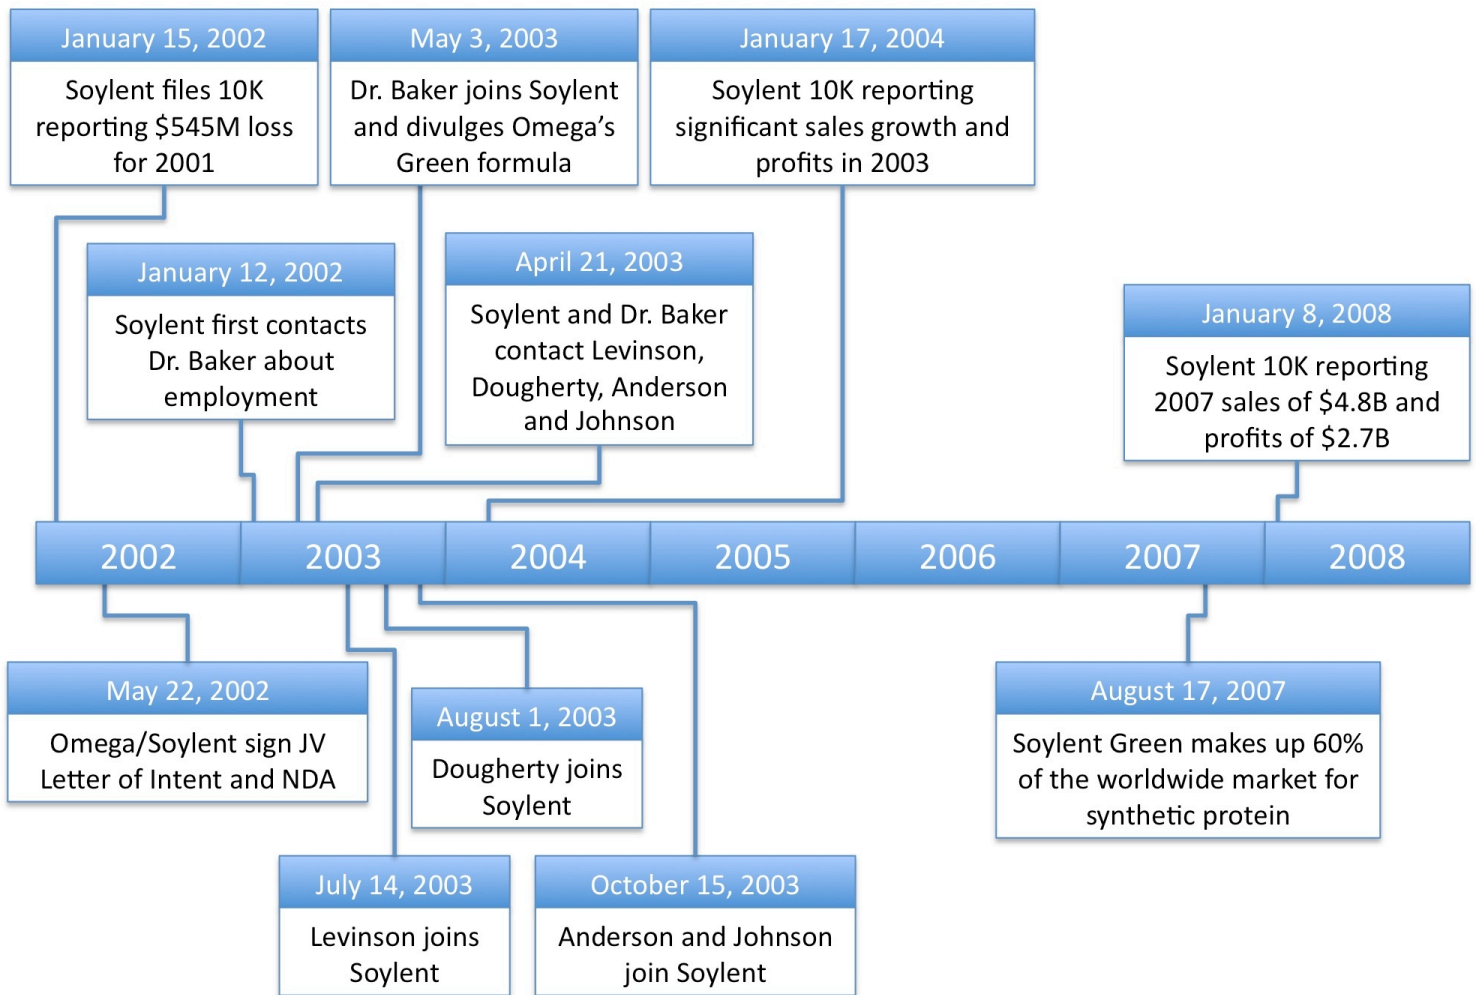 January 15, 2002
Soylent files 10K
reporting $545M loss
for 2001
May 3, 2003
Dr. Baker joins Soylent
and divulges Omega's
Green formula
January 17, 2004
Soylent 10K reporting
significant sales growth and
profits in 2003
January 12, 2002
Soylent first contacts
Dr. Baker about
employment
April 21, 2003
Soylent and Dr. Baker
contact Levinson,
Dougherty, Anderson
and Johnson
January 8, 2008
Soylent 10K reporting
2007 sales of $4.8B and
profits of $2.7B
2002
2003
2004
2005
2006
2007
2008
May 22, 2002
Omega/Soylent sign JV
Letter of Intent and NDA
August 1, 2003
Dougherty joins
Soylent
August 17, 2007
Soylent Green makes up 60%
of the worldwide market for
synthetic protein
July 14, 2003
Levinson joins
Soylent
October 15, 2003
Anderson and Johnson
join Soylent